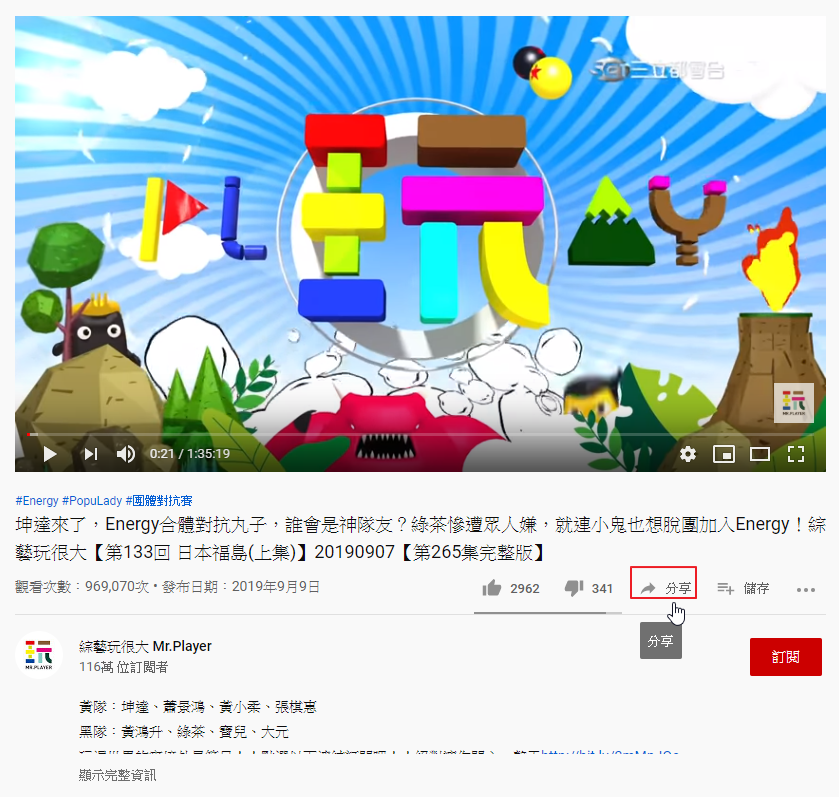 SET三立都會台
PLAY
玩
玩
MR.PLAYER
0:21 / 1:35:19
#Energy #PopuLady #團體對抗賽
坤達來了，Energy合體對抗丸子，誰會是神隊友？綠茶慘遭眾人嫌，就連小鬼也想脫團加入Energy！綜
藝玩很大【第133回 日本福島(上集)】20190907【第265集完整版】
觀看次數：969,070次 • 發布日期：2019年9月9日
2962
341
分享
儲存
分享
玩
MR.PLAYER
綜藝玩很大 Mr.Player
116萬 位訂閱者
訂閱
黃隊：坤達、蕭景鴻、黃小柔、張棋惠
黑隊：黃鴻升、綠茶、寶兒、大元
顯示完整資訊